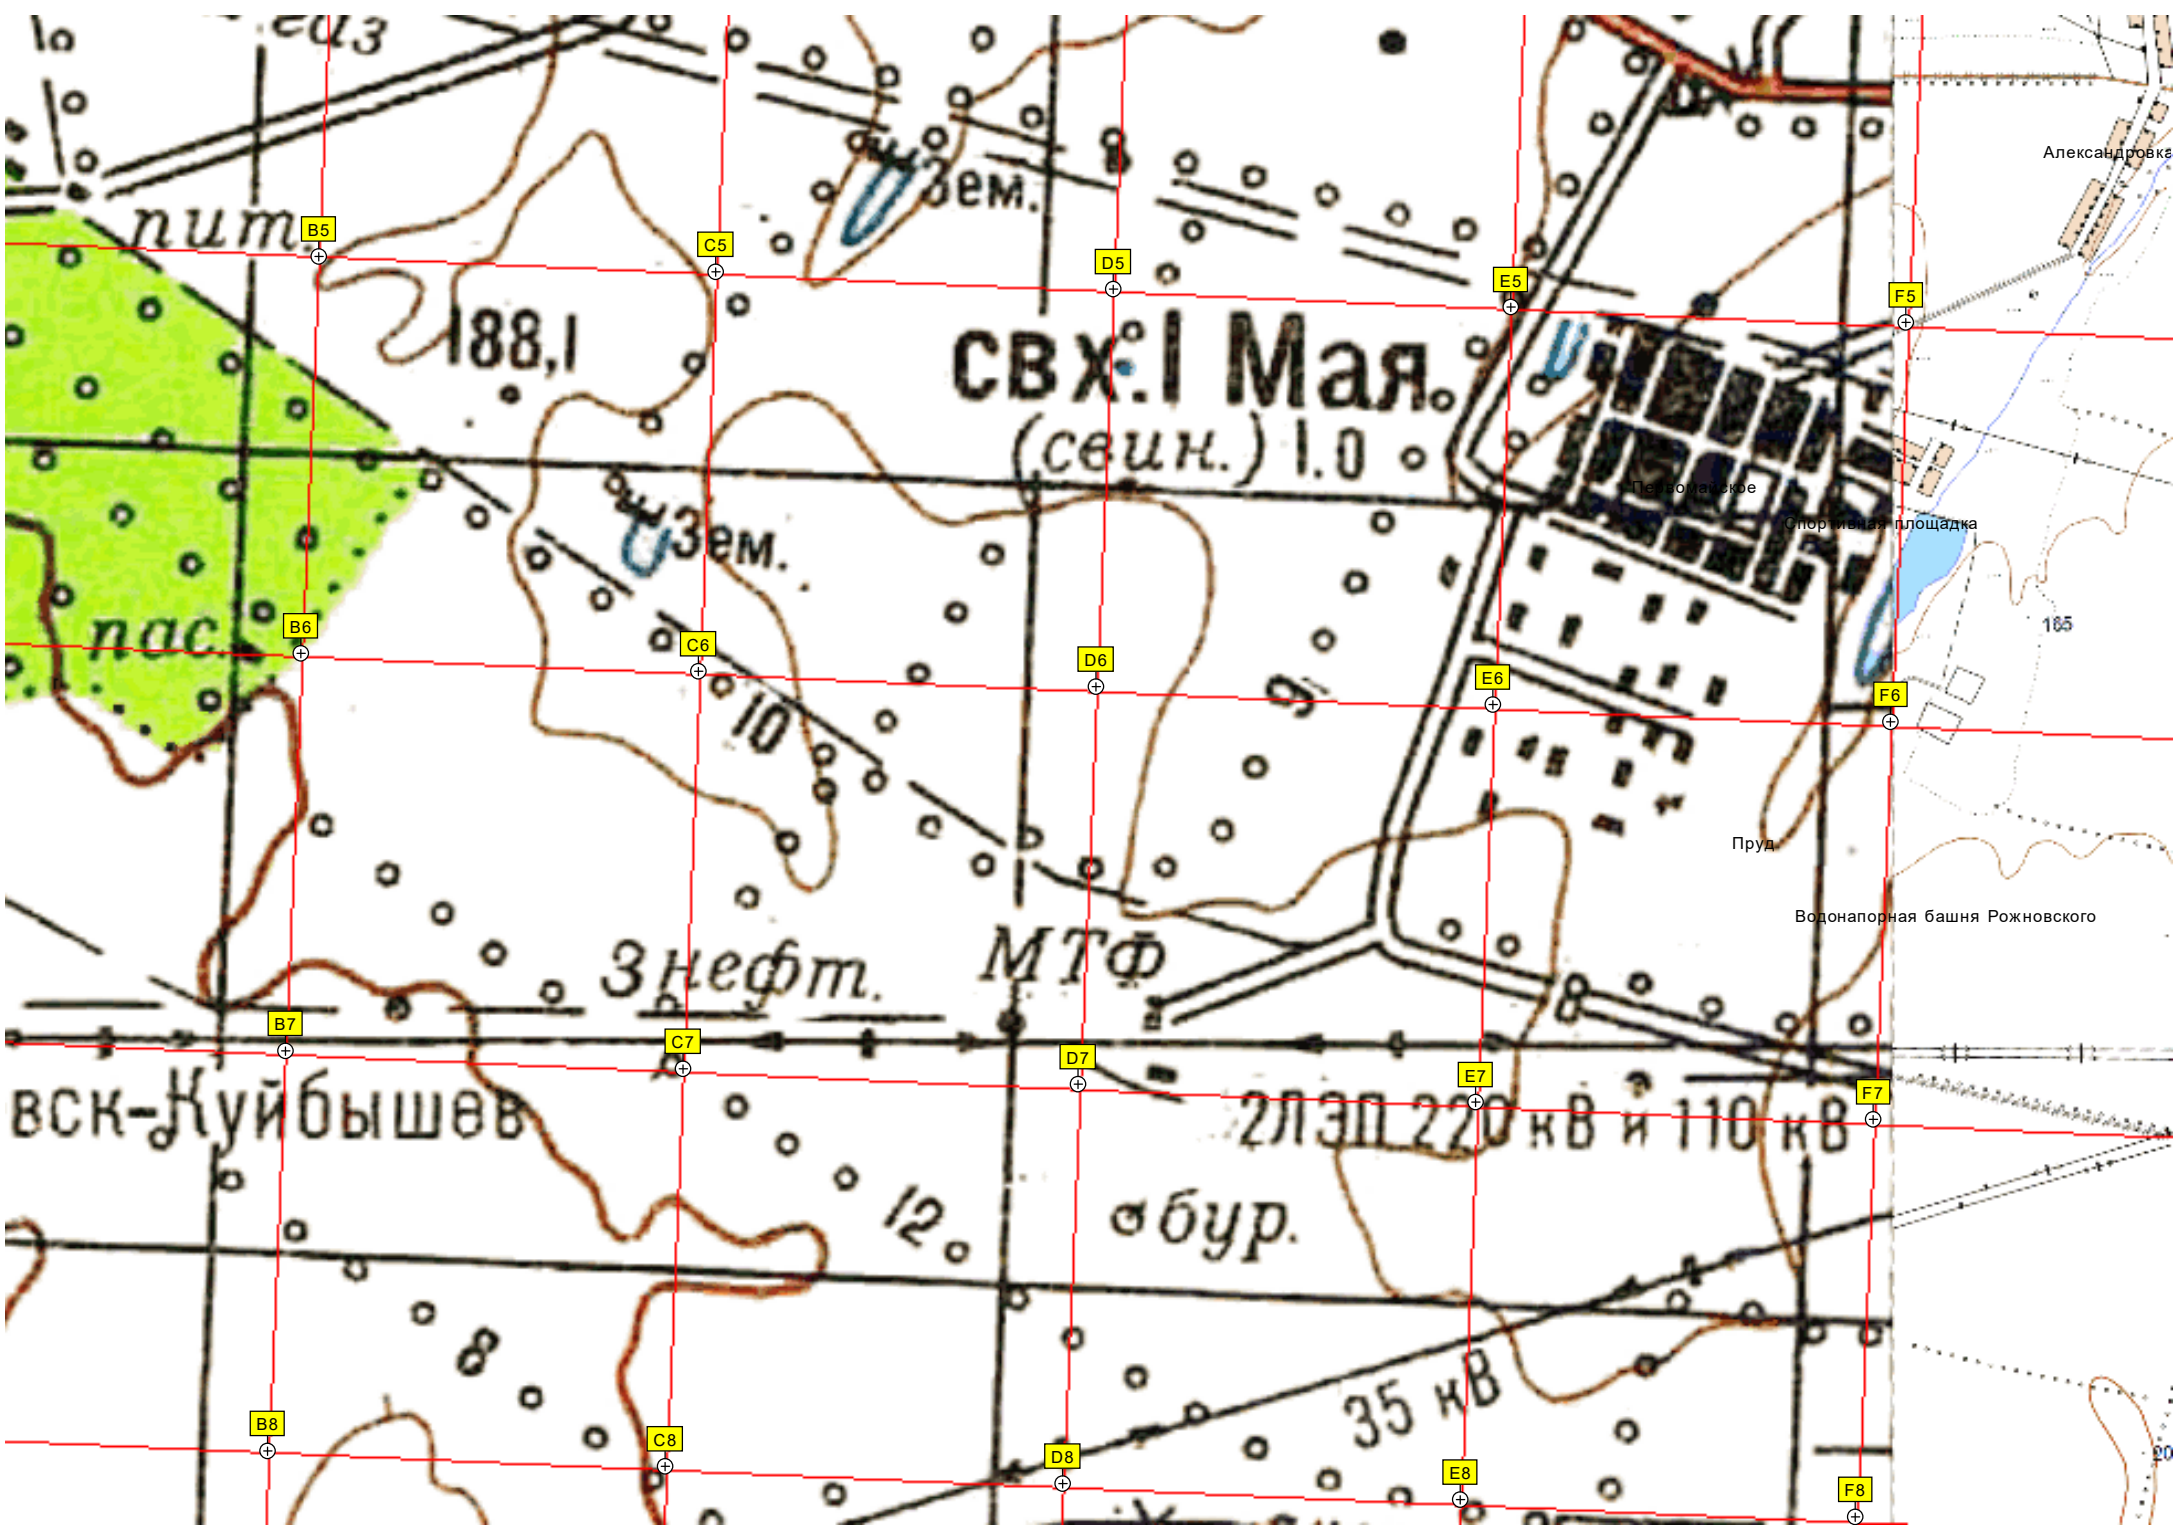 газ
Александровка
Зем.
пит.
B5
C5
D5
E5
F5
188,1
свх. 1 Мая
(свин.) 1.0
Первомайское
Спортивная площадка
Зем.
165
пас.
B6
C6
D6
E6
F6
10
9
Пруд
Водонапорная башня Рожновского
3 нефт.
МТФ
B7
C7
D7
E7
F7
вск-Куйбышев
2ЛЭП 220 кВ и 110 кВ
12
бур.
8
35 кВ
B8
C8
D8
E8
F8
20